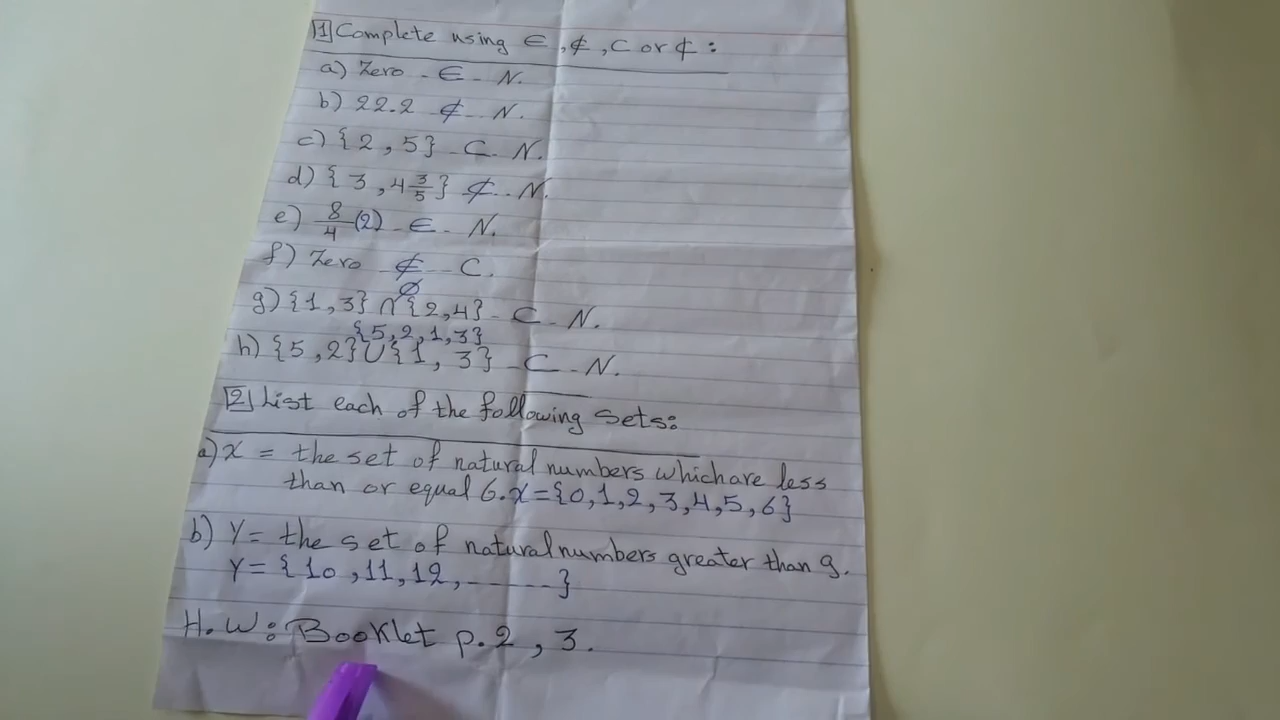 1 Complete using ∈, ∉, ⊂ or ⊄ :
a) Zero - ∈ - N.
b) 22.2 ∉ - N.
c) {2, 5} - ⊂ - N.
d) {3, 4 3/5} ⊄ - - N.
e) 8/4 (2) - ∈ - N.
f) Zero - ∉ - C.
∅
g) {1, 3} ∩ {2, 4} - ⊂ - N.
{5, 2, 1, 3}
h) {5, 2} ∪ {1, 3} - ⊂ - N.
2 List each of the following sets:
a) X = the set of natural numbers which are less
than or equal 6. X = {0, 1, 2, 3, 4, 5, 6}
b) Y = the set of natural numbers greater than 9.
Y = {10, 11, 12, ------}
H.W: Booklet p. 2, 3.